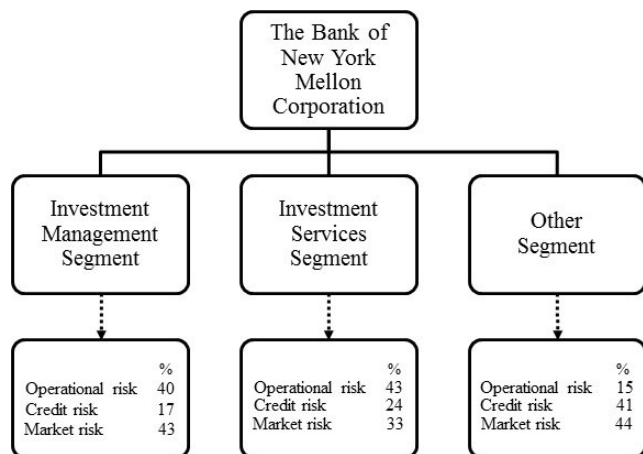 The Bank of
New York
Mellon
Corporation
Investment
Management
Segment
Investment
Services
Segment
Other
Segment
%
Operational risk 40
Credit risk 17
Market risk 43
%
Operational risk 43
Credit risk 24
Market risk 33
%
Operational risk 15
Credit risk 41
Market risk 44